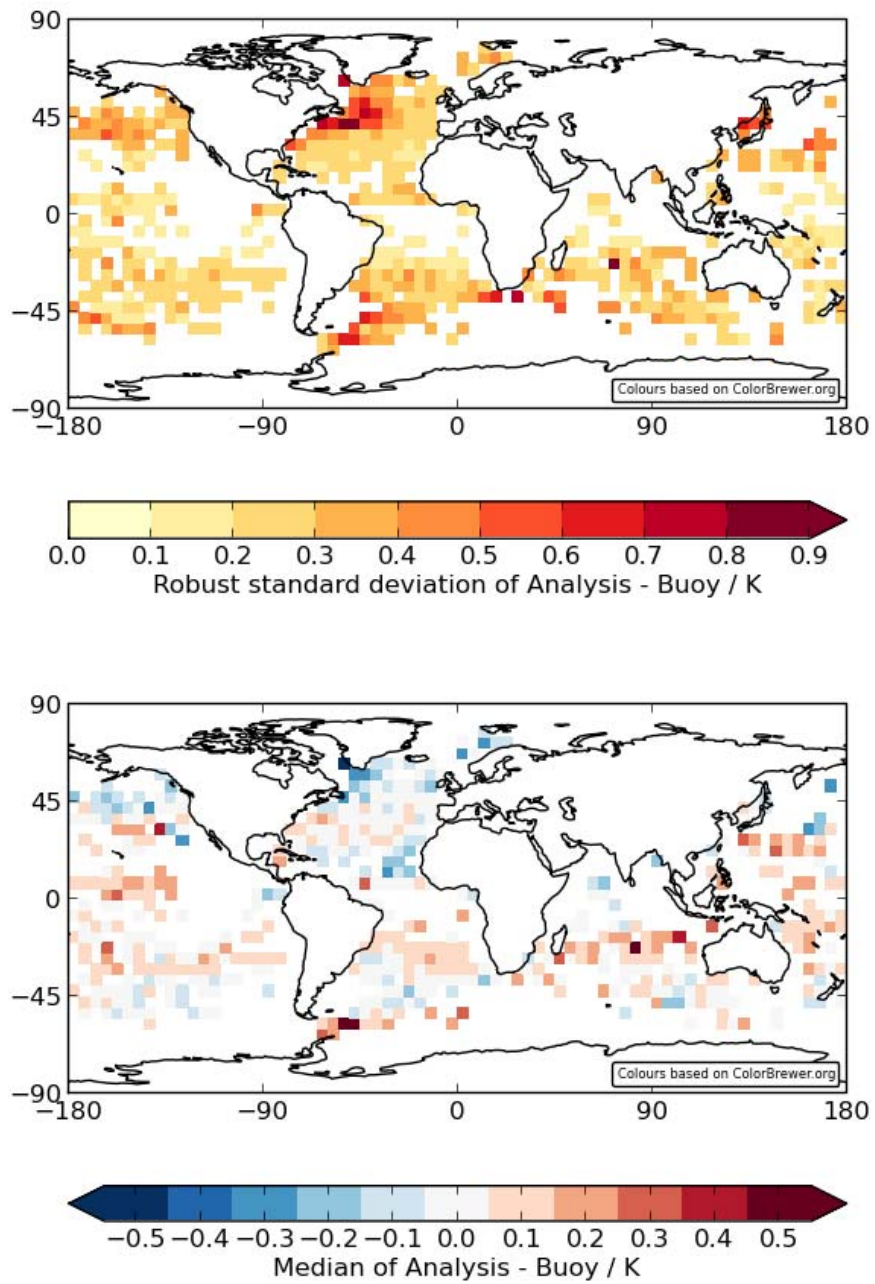 90
45
0
−45
−90
−180 −90 0 90 180
Colours based on ColorBrewer.org
0.0 0.1 0.2 0.3 0.4 0.5 0.6 0.7 0.8 0.9
Robust standard deviation of Analysis - Buoy / K
90
45
0
−45
−90
−180 −90 0 90 180
Colours based on ColorBrewer.org
−0.5 −0.4 −0.3 −0.2 −0.1 0.0 0.1 0.2 0.3 0.4 0.5
Median of Analysis - Buoy / K